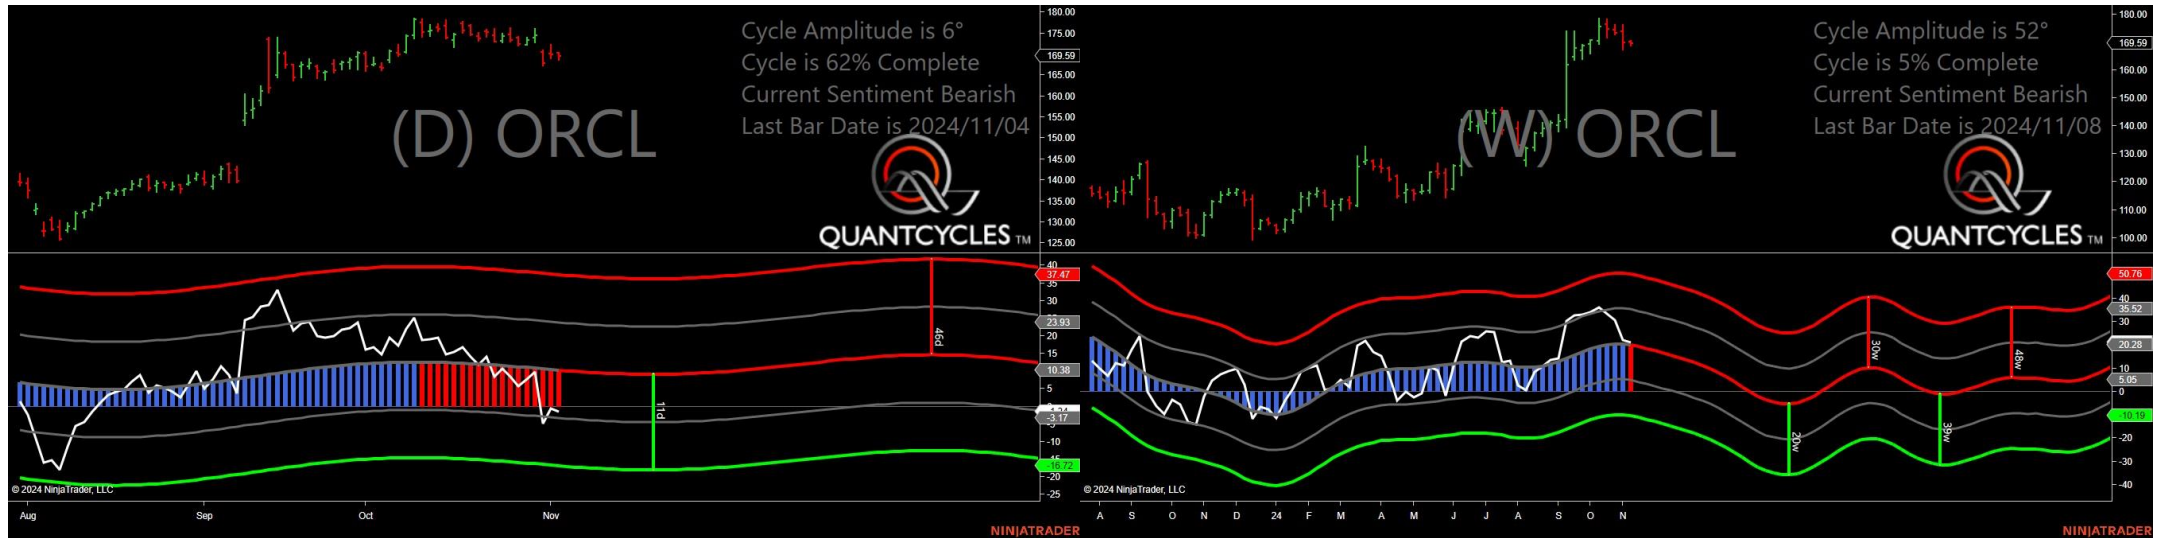 Cycle Amplitude is 6°
Cycle is 62% Complete
Current Sentiment Bearish
Last Bar Date is 2024/11/04
(D) ORCL
QUANTCYCLES TM
180.00
175.00
169.59
165.00
160.00
155.00
150.00
145.00
140.00
135.00
130.00
125.00
40
37.47
35
30
23.93
20
15
10.38
5
-3.17
-10
-16.72
-20
-25
46d
11d
© 2024 NinjaTrader, LLC
Aug Sep Oct Nov
NINJATRADER
Cycle Amplitude is 52°
Cycle is 5% Complete
Current Sentiment Bearish
Last Bar Date is 2024/11/08
(W) ORCL
QUANTCYCLES TM
180.00
169.59
160.00
150.00
140.00
130.00
120.00
110.00
100.00
50.76
40
35.52
30
20.28
10
5.05
0
-10.19
-20
-30
-40
20w
30w
39w
48w
© 2024 NinjaTrader, LLC
A S O N D 24 F M A M J J A S O N
NINJATRADER